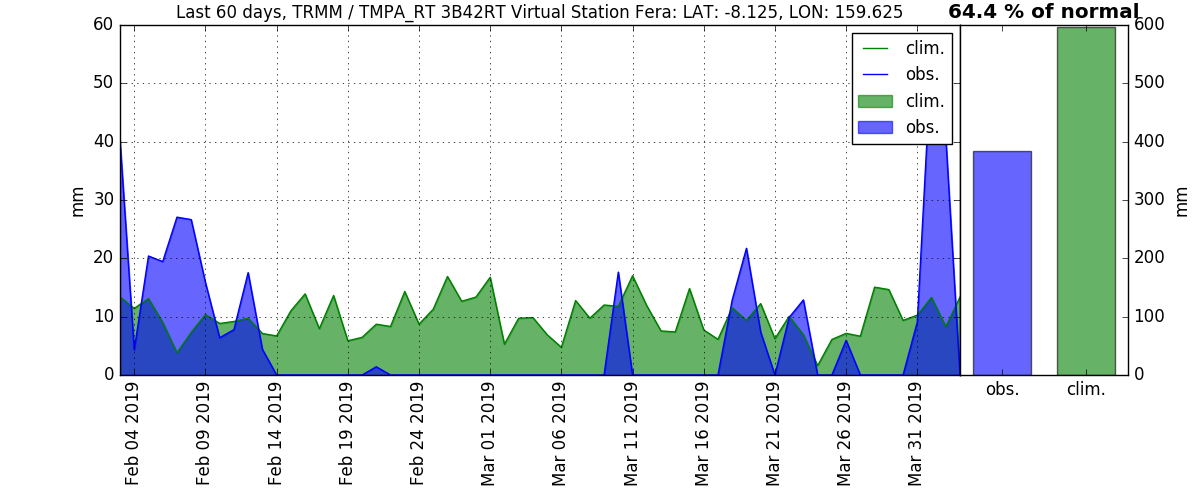 Last 60 days, TRMM / TMPA_RT 3B42RT Virtual Station Fera: LAT: -8.125, LON: 159.625
64.4 % of normal
mm
60
50
40
30
20
10
0
clim.
obs.
clim.
obs.
Feb 04 2019
Feb 09 2019
Feb 14 2019
Feb 19 2019
Feb 24 2019
Mar 01 2019
Mar 06 2019
Mar 11 2019
Mar 16 2019
Mar 21 2019
Mar 26 2019
Mar 31 2019
obs.
clim.
600
500
400
300
200
100
0
mm